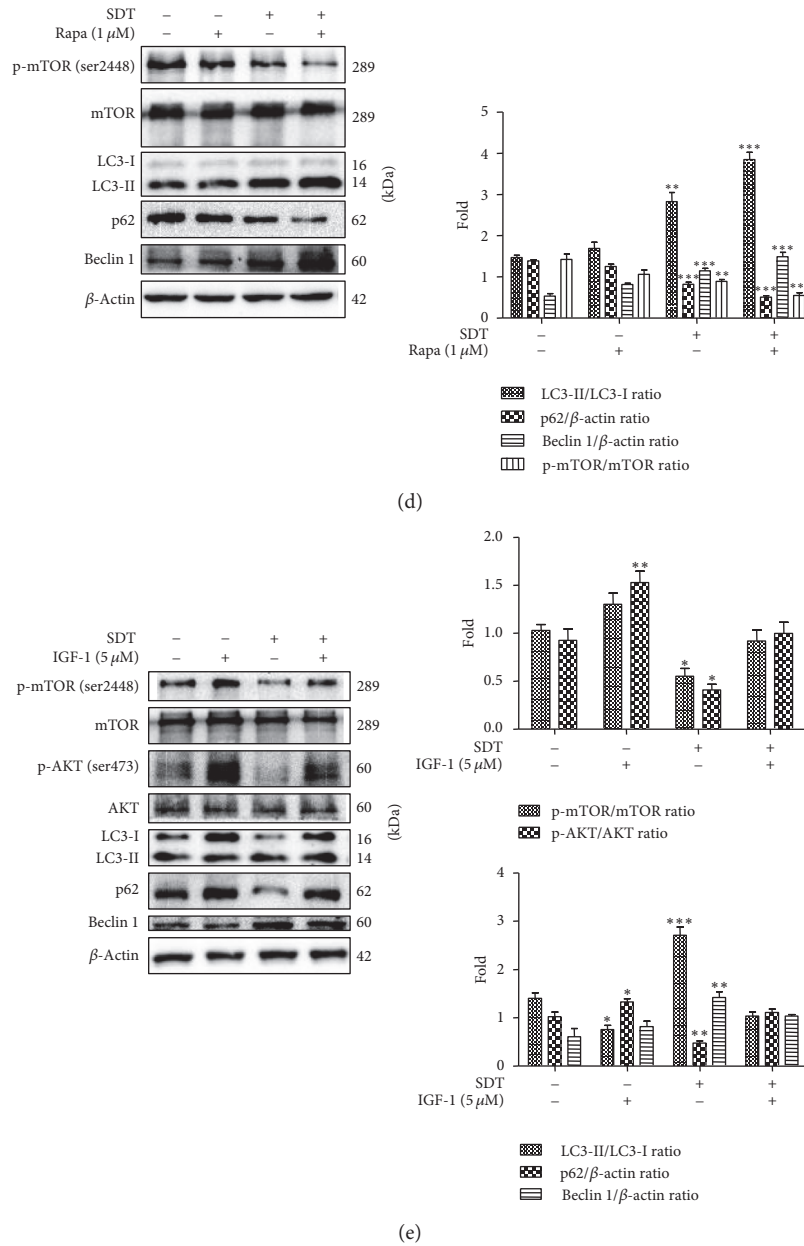 SDT – – + +
Rapa (1 μM) – + – +
p-mTOR (ser2448) 289
mTOR 289
LC3-I 16
LC3-II 14
p62 62
Beclin 1 60
β-Actin 42
(kDa)
5
4
3
2
1
0
Fold
** *** *** ** *** *** *** **
SDT – – + +
Rapa (1 μM) – + – +
LC3-II/LC3-I ratio
p62/β-actin ratio
Beclin 1/β-actin ratio
p-mTOR/mTOR ratio
(d)
SDT – – + +
IGF-1 (5 μM) – + – +
p-mTOR (ser2448) 289
mTOR 289
p-AKT (ser473) 60
AKT 60
LC3-I 16
LC3-II 14
p62 62
Beclin 1 60
β-Actin 42
(kDa)
2.0
1.5
1.0
0.5
0.0
Fold
** * *
SDT – – + +
IGF-1 (5 μM) – + – +
p-mTOR/mTOR ratio
p-AKT/AKT ratio
4
3
2
1
0
Fold
* * *** ** **
SDT – – + +
IGF-1 (5 μM) – + – +
LC3-II/LC3-I ratio
p62/β-actin ratio
Beclin 1/β-actin ratio
(e)